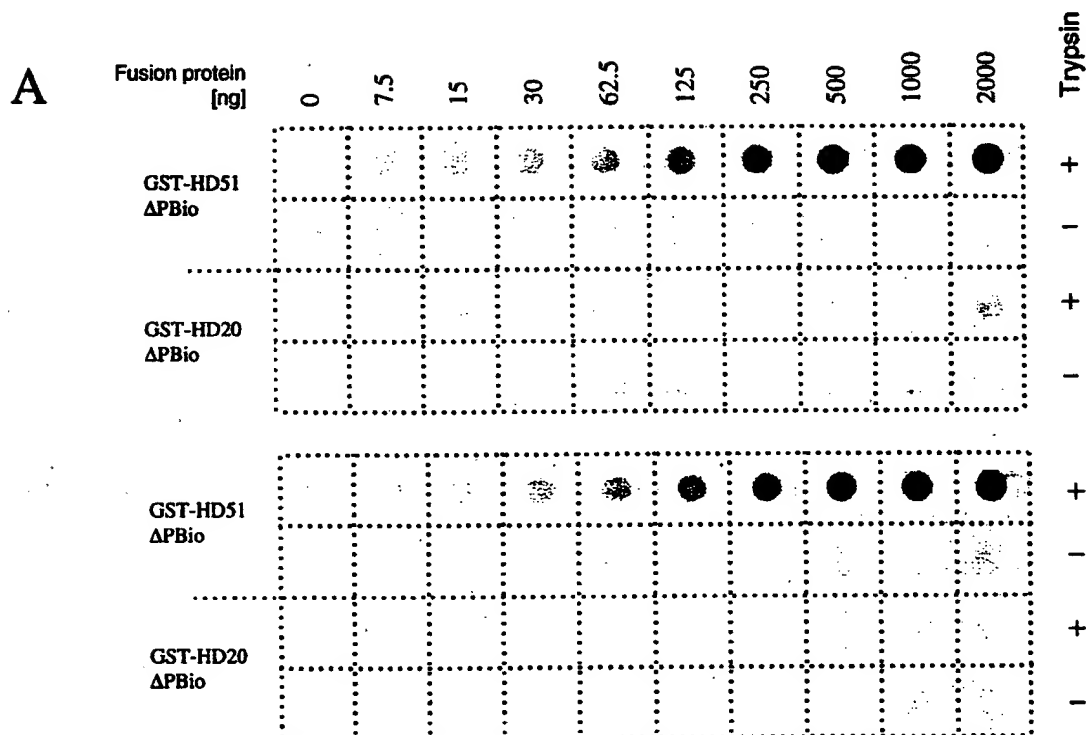 A
Fusion protein
[ng]
0 7.5 15 30 62.5 125 250 500 1000 2000 Trypsin
GST-HD51
ΔPBio
+
−
GST-HD20
ΔPBio
+
−
GST-HD51
ΔPBio
+
−
GST-HD20
ΔPBio
+
−